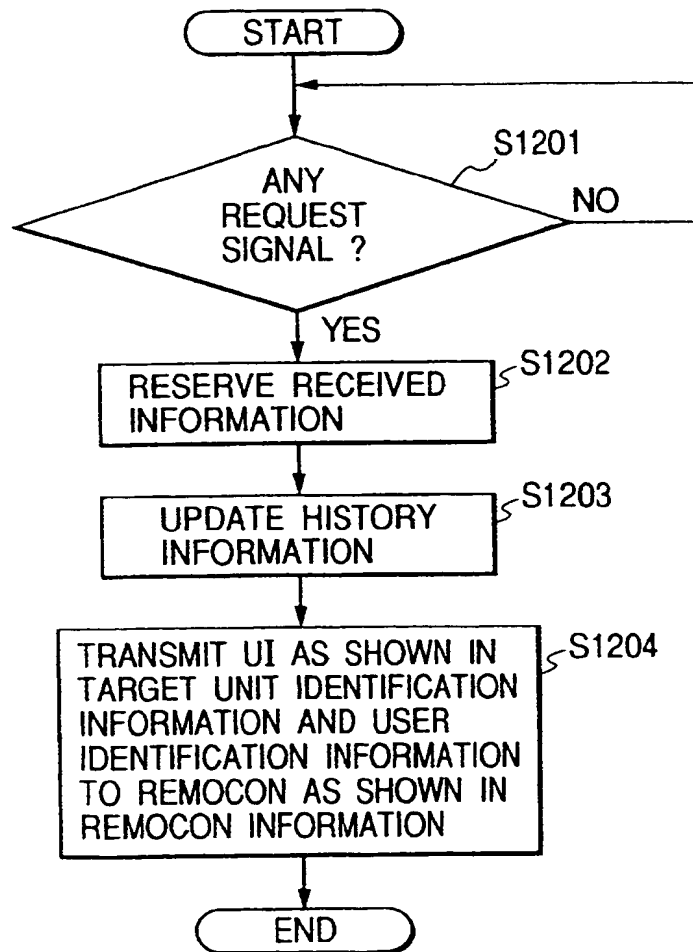 START
S1201
ANY
REQUEST
SIGNAL ?
NO
YES
S1202
RESERVE RECEIVED
INFORMATION
S1203
UPDATE HISTORY
INFORMATION
S1204
TRANSMIT UI AS SHOWN IN
TARGET UNIT IDENTIFICATION
INFORMATION AND USER
IDENTIFICATION INFORMATION
TO REMOCON AS SHOWN IN
REMOCON INFORMATION
END